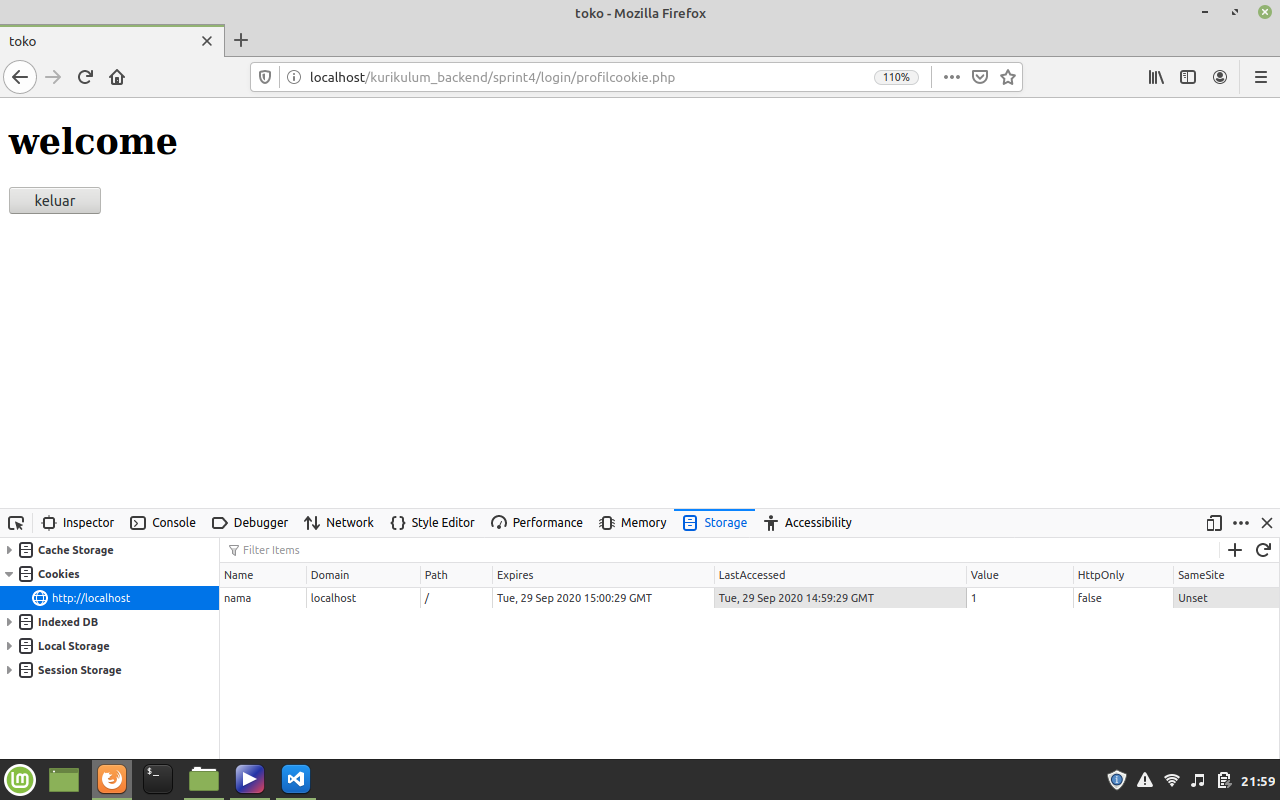 toko - Mozilla Firefox
toko
localhost/kurikulum_backend/sprint4/login/profilcookie.php 110%
welcome
keluar
Inspector Console Debugger Network Style Editor Performance Memory Storage Accessibility
Cache Storage Filter Items
Cookies Name Domain Path Expires LastAccessed Value HttpOnly SameSite
http://localhost nama localhost / Tue, 29 Sep 2020 15:00:29 GMT Tue, 29 Sep 2020 14:59:29 GMT 1 false Unset
Indexed DB
Local Storage
Session Storage
21:59